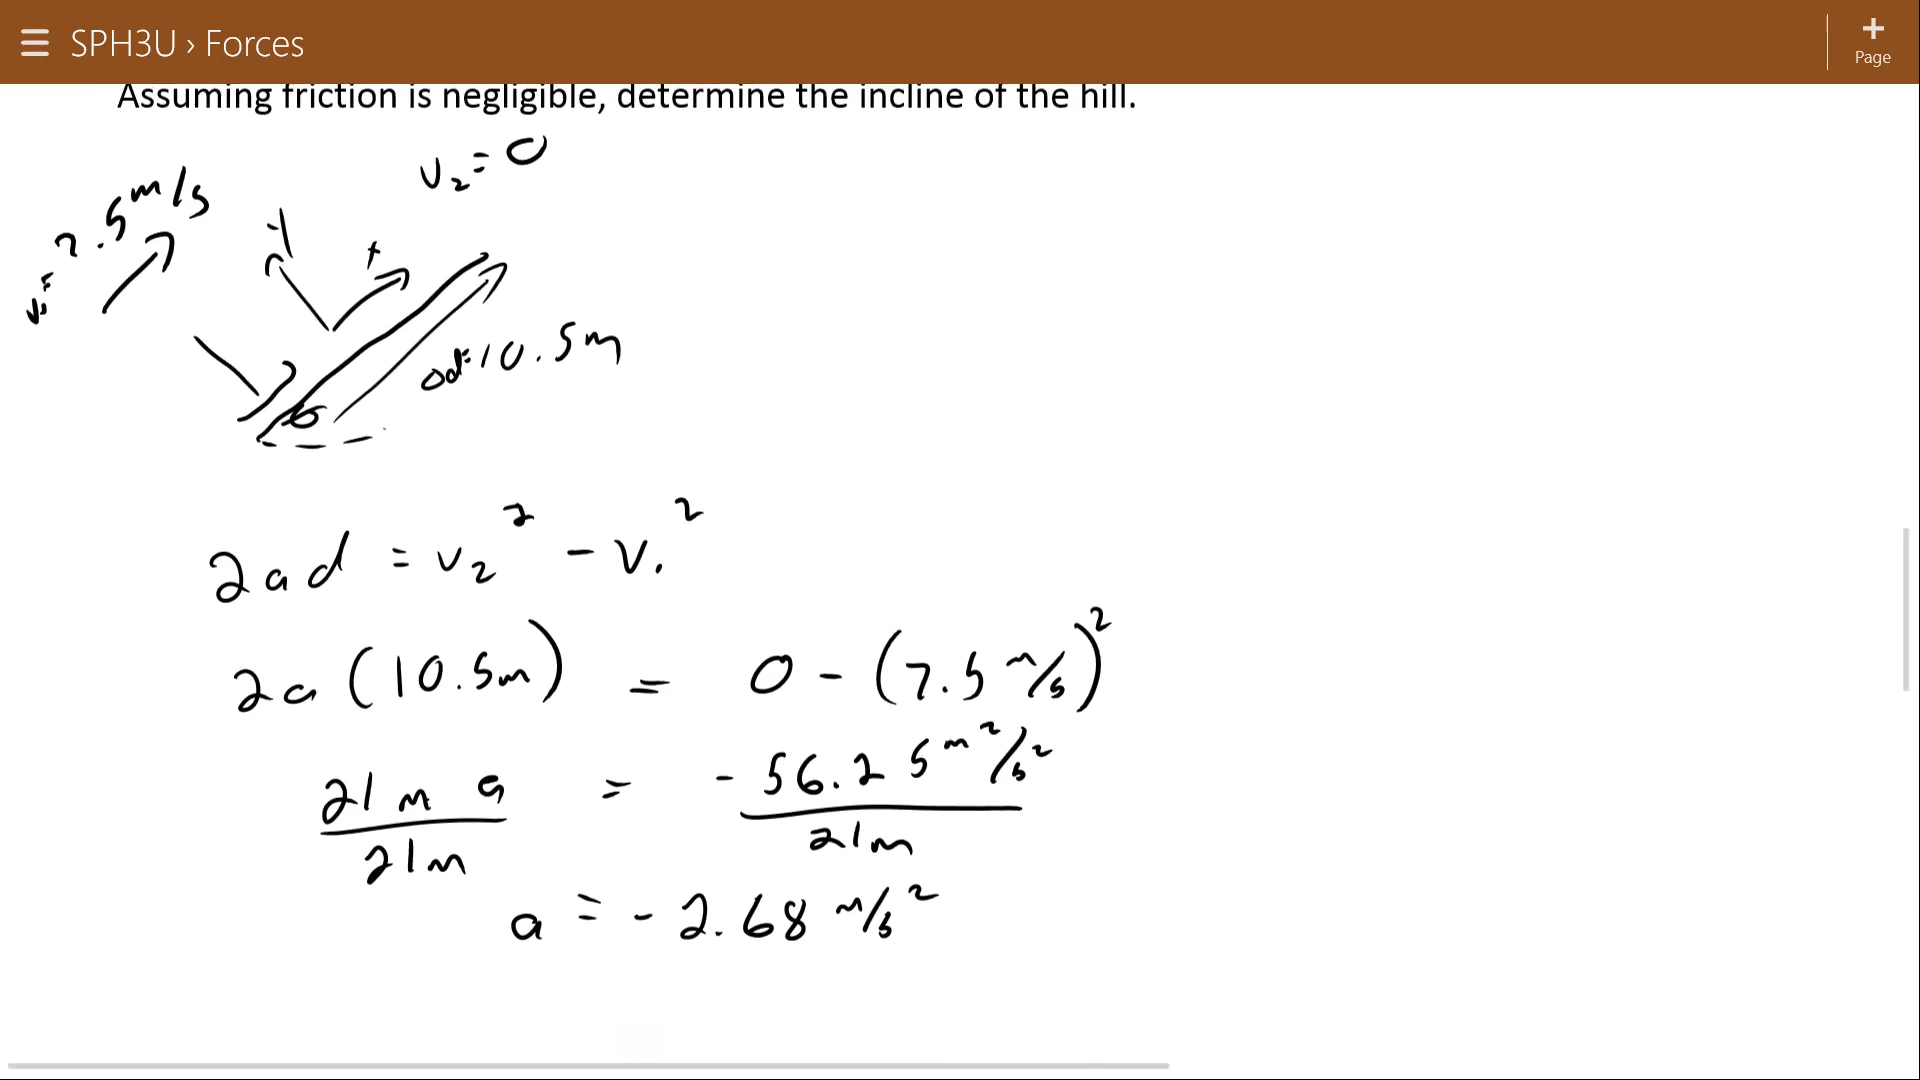 SPH3U › Forces
+
Page
Assuming friction is negligible, determine the incline of the hill.
v₂ = 0
v₁ = 7.5 m/s
y
x
Δd = 10.5m
θ
2ad = v₂² - v₁²
2a (10.5m) = 0 - (7.5 m/s)²
21m a / 21m = -56.25 m²/s² / 21m
a = -2.68 m/s²